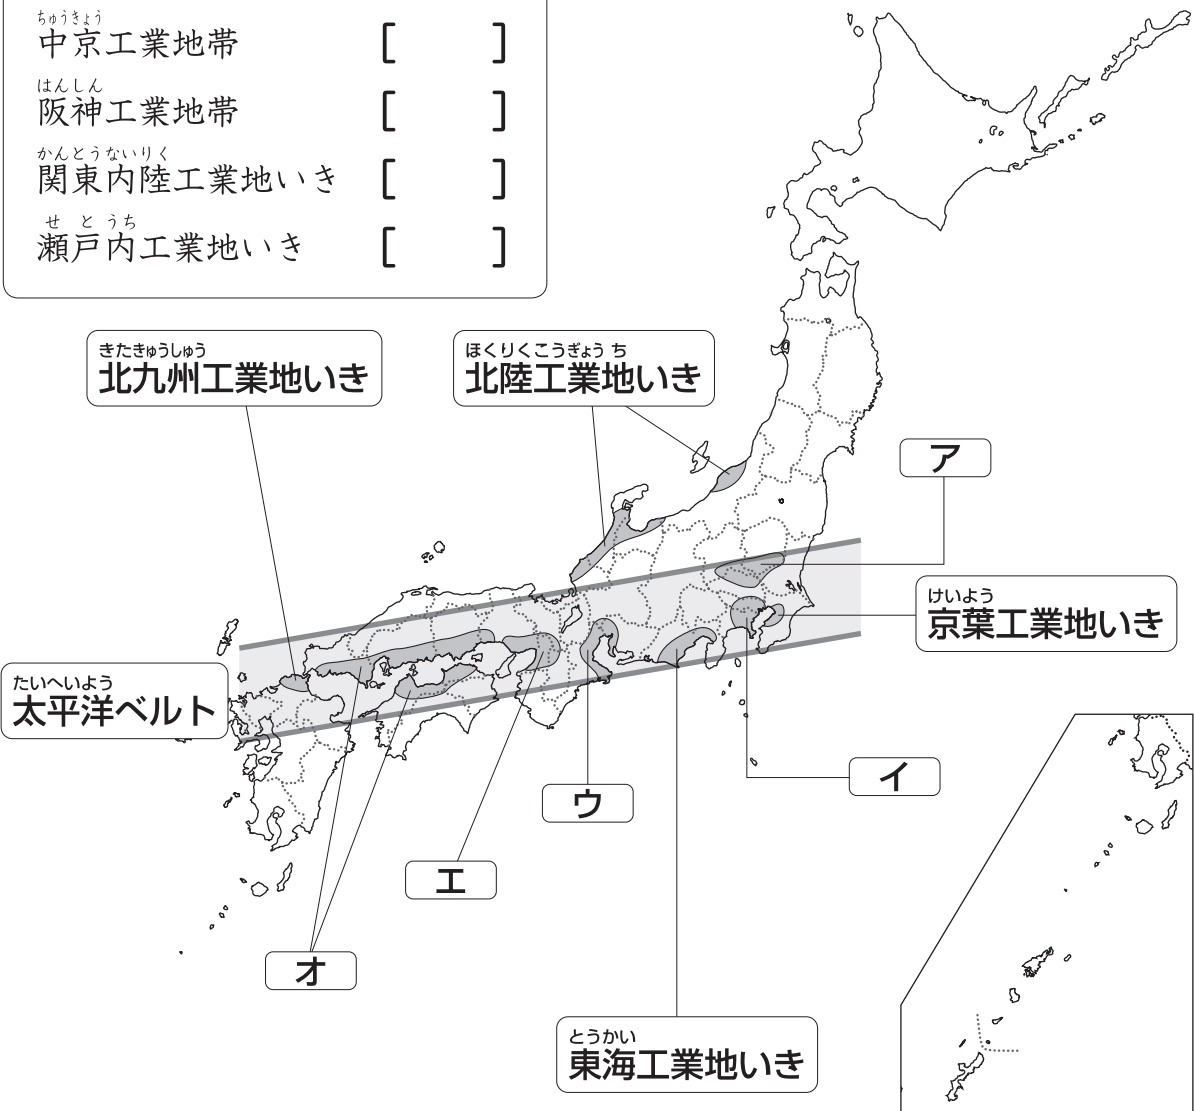 ちゅうきょう
中京工業地帯 [ ]
はんしん
阪神工業地帯 [ ]
かんとうないりく
関東内陸工業地いき [ ]
せとうち
瀬戸内工業地いき [ ]
きたきゅうしゅう
北九州工業地いき
ほくりくこうぎょうち
北陸工業地いき
ア
けいよう
京葉工業地いき
たいへいよう
太平洋ベルト
イ
ウ
エ
オ
とうかい
東海工業地いき